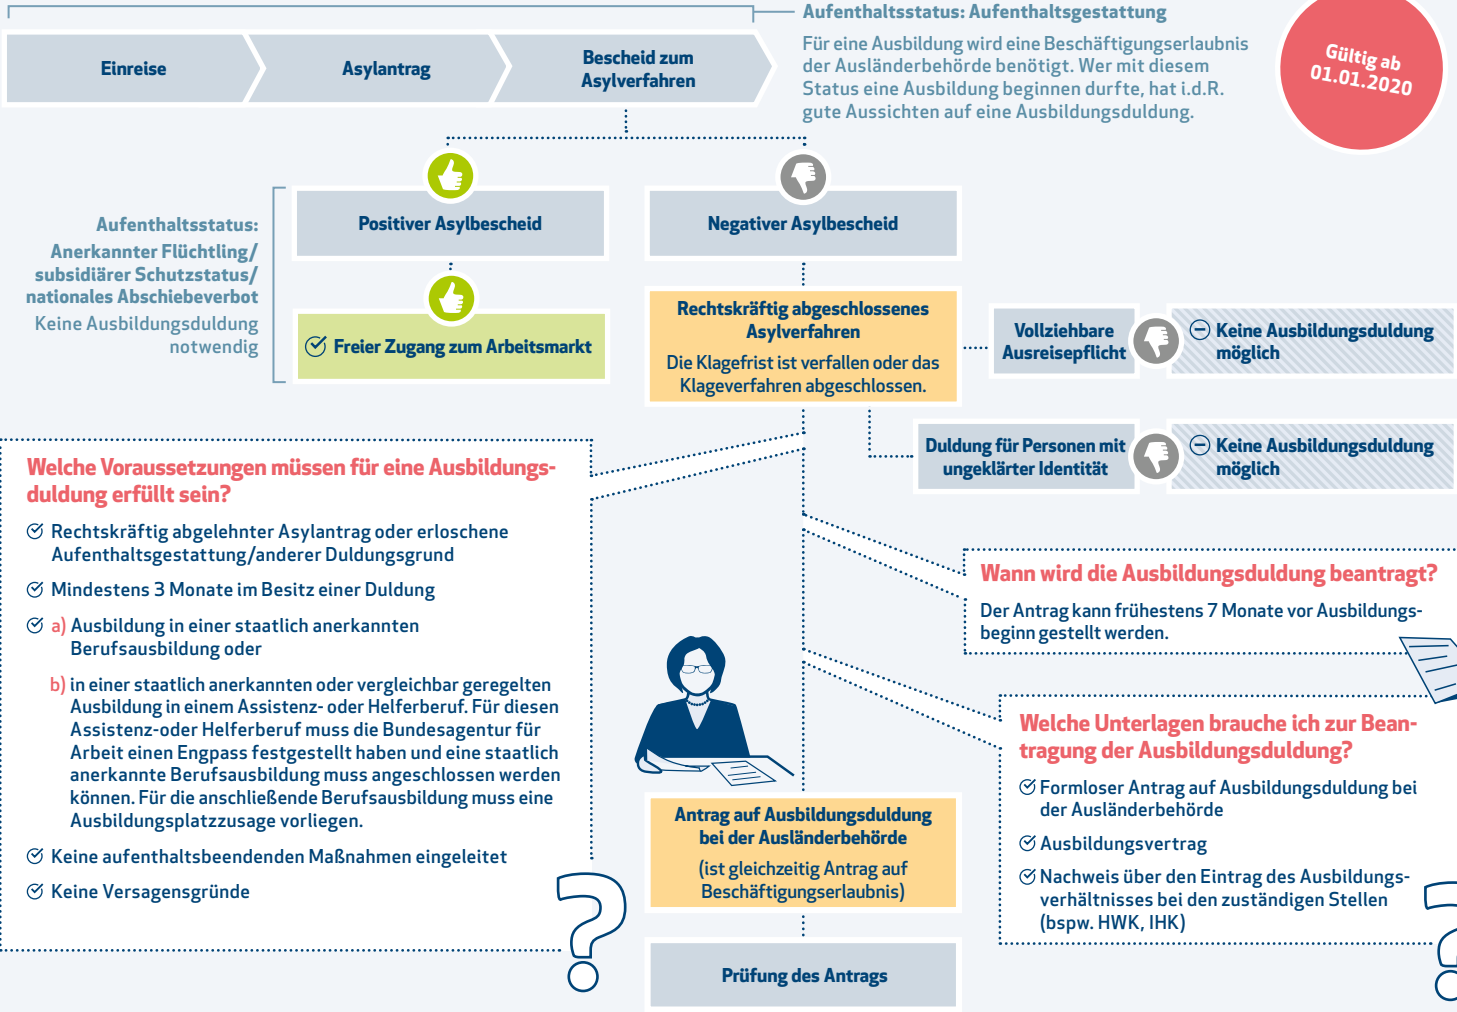 Aufenthaltsstatus: Aufenthaltsgestattung
Für eine Ausbildung wird eine Beschäftigungserlaubnis
der Ausländerbehörde benötigt. Wer mit diesem
Status eine Ausbildung beginnen durfte, hat i.d.R.
gute Aussichten auf eine Ausbildungsduldung.
Gültig ab
01.01.2020
Einreise
Asylantrag
Bescheid zum
Asylverfahren
Aufenthaltsstatus:
Anerkannter Flüchtling/
subsidiärer Schutzstatus/
nationales Abschiebeverbot
Keine Ausbildungsduldung
notwendig
Positiver Asylbescheid
Freier Zugang zum Arbeitsmarkt
Negativer Asylbescheid
Rechtskräftig abgeschlossenes
Asylverfahren
Die Klagefrist ist verfallen oder das
Klageverfahren abgeschlossen.
Vollziehbare
Ausreisepflicht
Keine Ausbildungsduldung
möglich
Duldung für Personen mit
ungeklärter Identität
Keine Ausbildungsduldung
möglich
Welche Voraussetzungen müssen für eine Ausbildungs-
duldung erfüllt sein?
Rechtskräftig abgelehnter Asylantrag oder erloschene
Aufenthaltsgestattung/anderer Duldungsgrund
Mindestens 3 Monate im Besitz einer Duldung
a) Ausbildung in einer staatlich anerkannten
Berufsausbildung oder
b) in einer staatlich anerkannten oder vergleichbar geregelten
Ausbildung in einem Assistenz- oder Helferberuf. Für diesen
Assistenz-oder Helferberuf muss die Bundesagentur für
Arbeit einen Engpass festgestellt haben und eine staatlich
anerkannte Berufsausbildung muss angeschlossen werden
können. Für die anschließende Berufsausbildung muss eine
Ausbildungsplatzzusage vorliegen.
Keine aufenthaltsbeendenden Maßnahmen eingeleitet
Keine Versagensgründe
?
Wann wird die Ausbildungsduldung beantragt?
Der Antrag kann frühestens 7 Monate vor Ausbildungs-
beginn gestellt werden.
Welche Unterlagen brauche ich zur Bean-
tragung der Ausbildungsduldung?
Formloser Antrag auf Ausbildungsduldung bei
der Ausländerbehörde
Ausbildungsvertrag
Nachweis über den Eintrag des Ausbildungs-
verhältnisses bei den zuständigen Stellen
(bspw. HWK, IHK)
?
Antrag auf Ausbildungsduldung
bei der Ausländerbehörde
(ist gleichzeitig Antrag auf
Beschäftigungserlaubnis)
Prüfung des Antrags